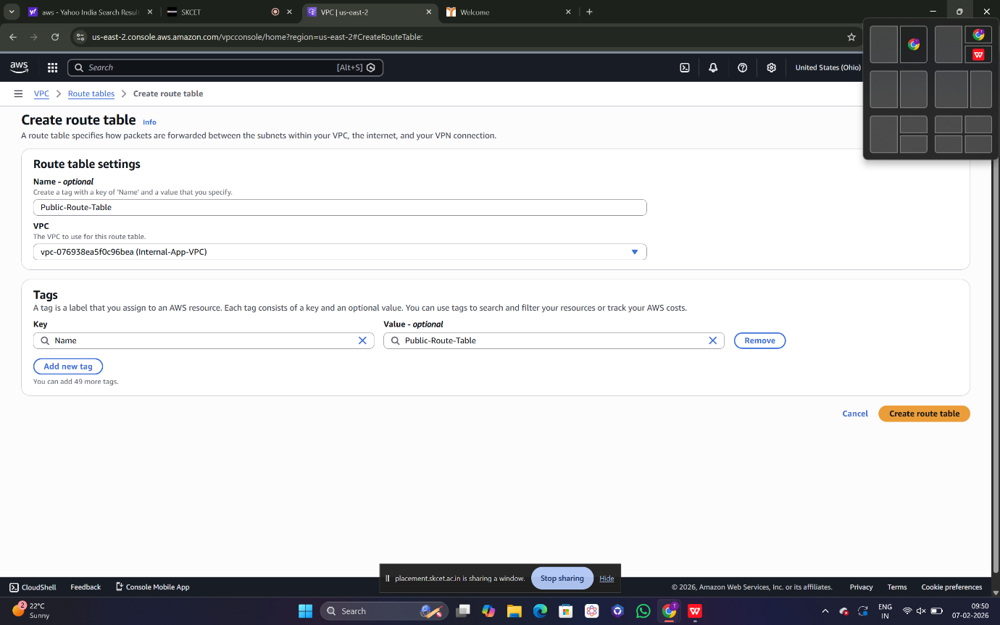 aws - Yahoo India Search Resul
SKCET
VPC | us-east-2
Welcome
us-east-2.console.aws.amazon.com/vpcconsole/home?region=us-east-2#CreateRouteTable:
aws
Search
[Alt+S]
United States (Ohio)
VPC
Route tables
Create route table
Create route table
Info
A route table specifies how packets are forwarded between the subnets within your VPC, the internet, and your VPN connection.
Route table settings
Name - optional
Create a tag with a key of 'Name' and a value that you specify.
Public-Route-Table
VPC
The VPC to use for this route table.
vpc-076938ea5f0c96bea (Internal-App-VPC)
Tags
A tag is a label that you assign to an AWS resource. Each tag consists of a key and an optional value. You can use tags to search and filter your resources or track your AWS costs.
Key
Value - optional
Name
Public-Route-Table
Remove
Add new tag
You can add 49 more tags.
Cancel
Create route table
placement.skcet.ac.in is sharing a window.
Stop sharing
Hide
CloudShell
Feedback
Console Mobile App
© 2026, Amazon Web Services, Inc. or its affiliates.
Privacy
Terms
Cookie preferences
2
22°C
Sunny
Search
ENG
IN
09:50
07-02-2026